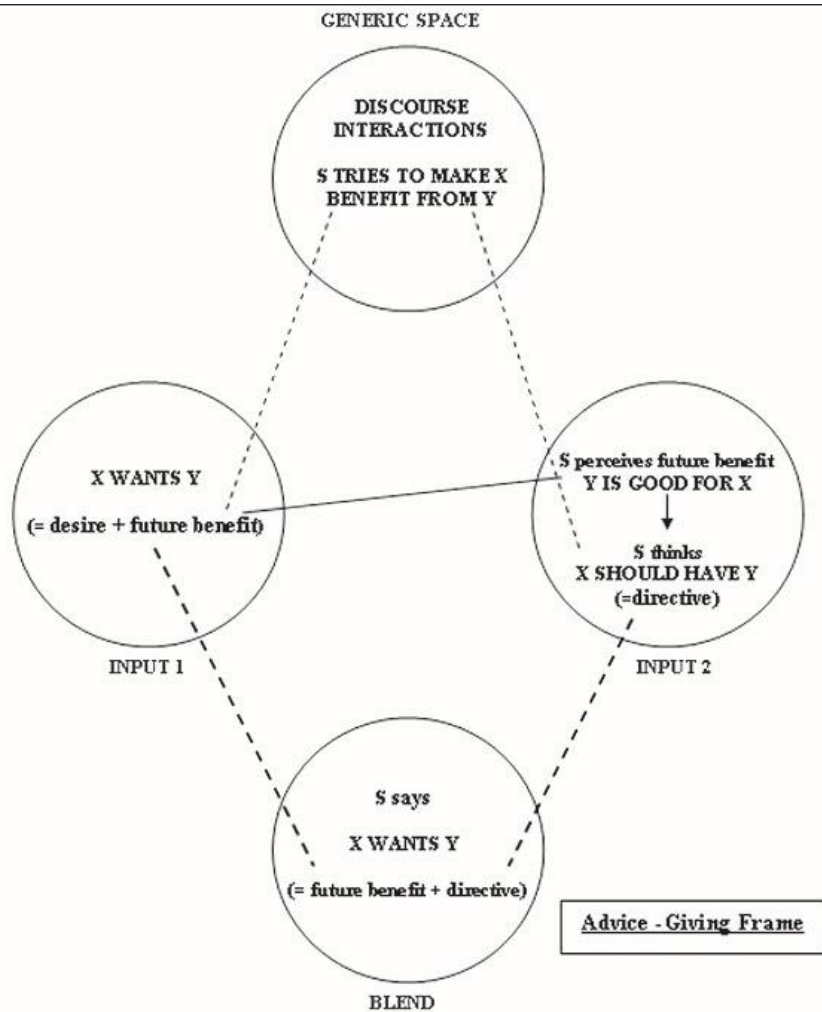 GENERIC SPACE
DISCOURSE
INTERACTIONS
S TRIES TO MAKE X
BENEFIT FROM Y
X WANTS Y
(= desire + future benefit)
INPUT 1
S perceives future benefit
Y IS GOOD FOR X
S thinks
X SHOULD HAVE Y
(=directive)
INPUT 2
S says
X WANTS Y
(= future benefit + directive)
BLEND
Advice - Giving Frame